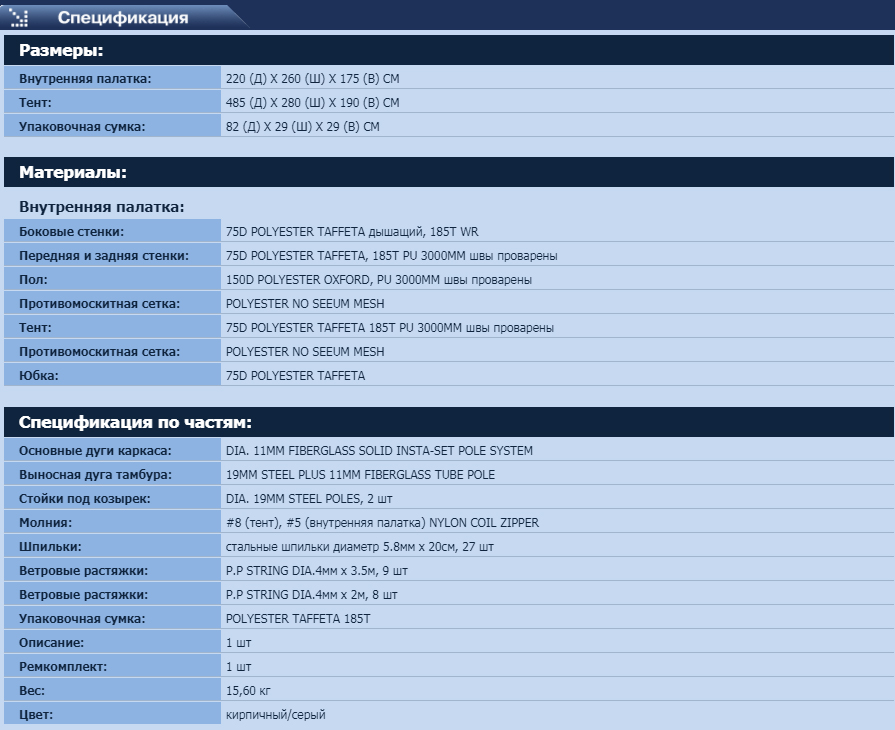 Спецификация
Размеры:
Внутренняя палатка: 220 (Д) X 260 (Ш) X 175 (В) СМ
Тент: 485 (Д) X 280 (Ш) X 190 (В) СМ
Упаковочная сумка: 82 (Д) X 29 (Ш) X 29 (В) СМ
Материалы:
Внутренняя палатка:
Боковые стенки: 75D POLYESTER TAFFETA дышащий, 185T WR
Передняя и задняя стенки: 75D POLYESTER TAFFETA, 185T PU 3000MM швы проварены
Пол: 150D POLYESTER OXFORD, PU 3000MM швы проварены
Противомоскитная сетка: POLYESTER NO SEEUM MESH
Тент: 75D POLYESTER TAFFETA 185T PU 3000MM швы проварены
Противомоскитная сетка: POLYESTER NO SEEUM MESH
Юбка: 75D POLYESTER TAFFETA
Спецификация по частям:
Основные дуги каркаса: DIA. 11MM FIBERGLASS SOLID INSTA-SET POLE SYSTEM
Выносная дуга тамбура: 19MM STEEL PLUS 11MM FIBERGLASS TUBE POLE
Стойки под козырек: DIA. 19MM STEEL POLES, 2 шт
Молния: #8 (тент), #5 (внутренняя палатка) NYLON COIL ZIPPER
Шпильки: стальные шпильки диаметр 5.8мм х 20см, 27 шт
Ветровые растяжки: P.P STRING DIA.4мм x 3.5м, 9 шт
Ветровые растяжки: P.P STRING DIA.4мм x 2м, 8 шт
Упаковочная сумка: POLYESTER TAFFETA 185T
Описание: 1 шт
Ремкомплект: 1 шт
Вес: 15,60 кг
Цвет: кирпичный/серый